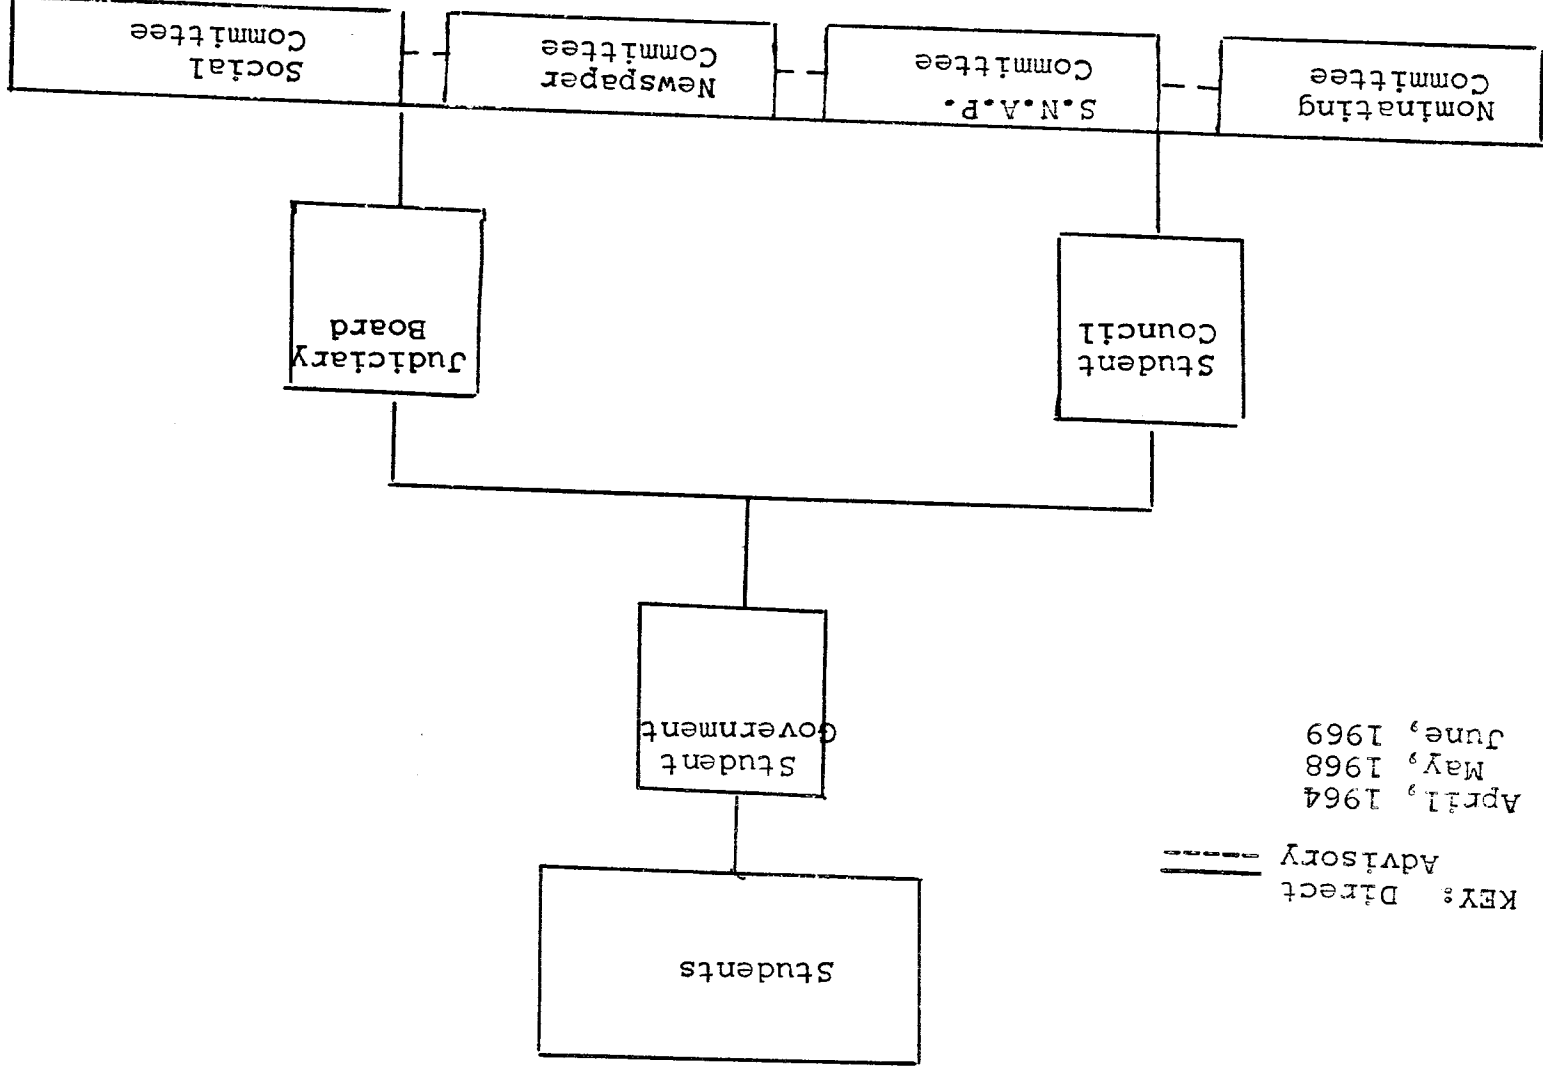 Students
KEY: Direct
Advisory
April, 1964
May, 1968
June, 1969
Student
Government
Student
Council
Judiciary
Board
Nominating
Committee
S.N.A.P.
Committee
Newspaper
Committee
Social
Committee